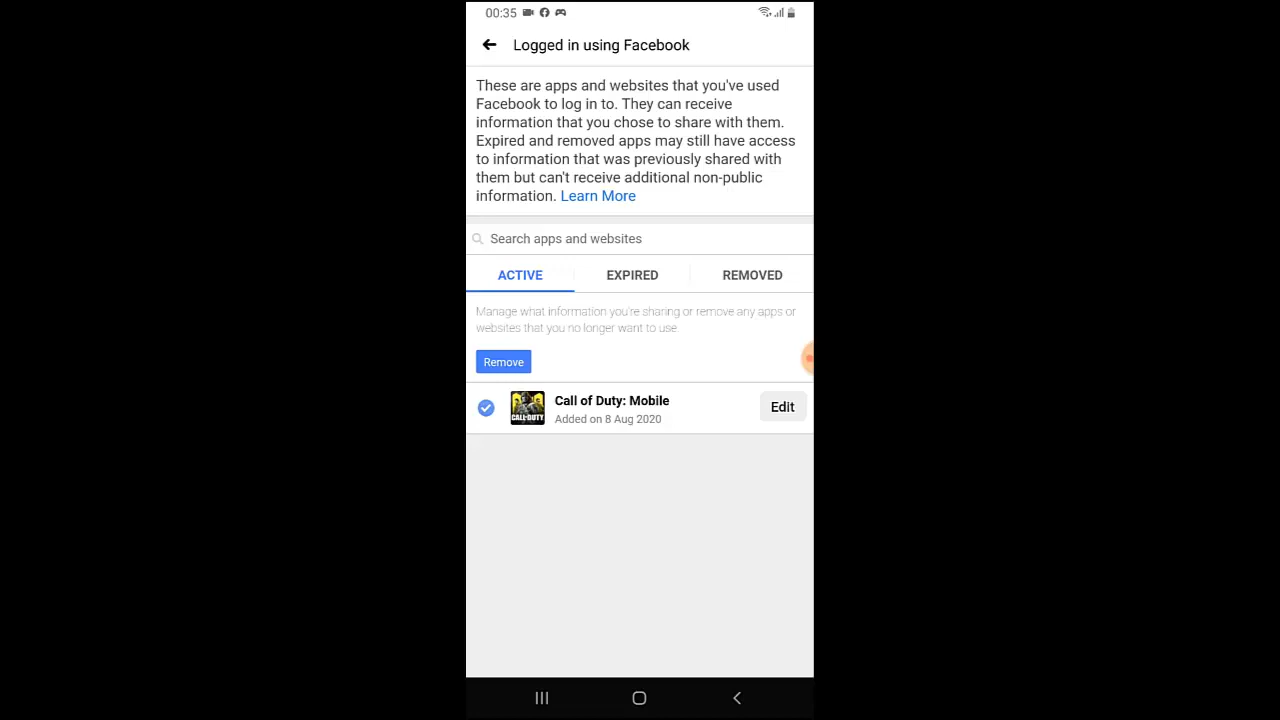 00:35
Logged in using Facebook
These are apps and websites that you've used
Facebook to log in to. They can receive
information that you chose to share with them.
Expired and removed apps may still have access
to information that was previously shared with
them but can't receive additional non-public
information. Learn More
Search apps and websites
ACTIVE EXPIRED REMOVED
Manage what information you're sharing or remove any apps or
websites that you no longer want to use.
Remove
CALL OF DUTY
Call of Duty: Mobile
Added on 8 Aug 2020
Edit